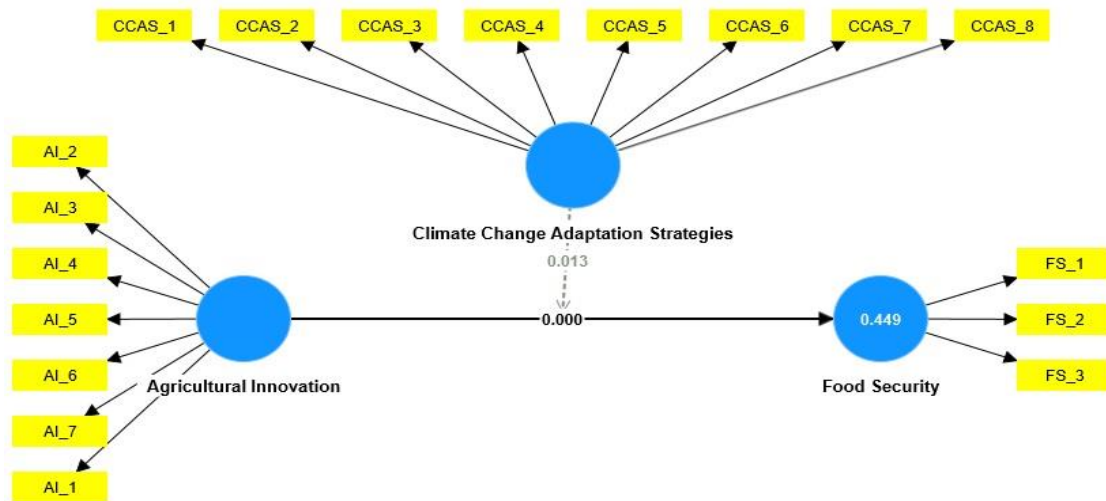 CCAS_1
CCAS_2
CCAS_3
CCAS_4
CCAS_5
CCAS_6
CCAS_7
CCAS_8
AI_2
AI_3
AI_4
AI_5
AI_6
AI_7
AI_1
Climate Change Adaptation Strategies
0.013
0.000
Agricultural Innovation
0.449
Food Security
FS_1
FS_2
FS_3